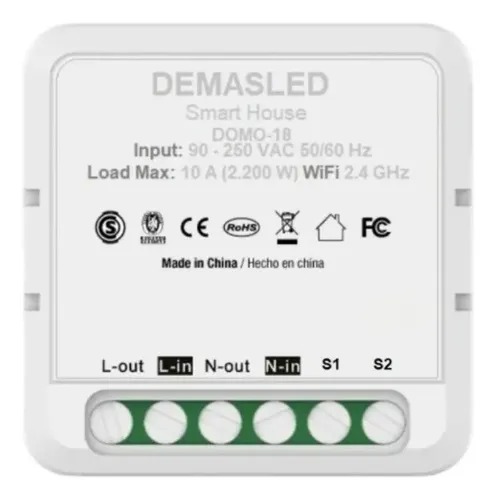 DEMASLED
Smart House
DOMO-18
Input: 90 - 250 VAC 50/60 Hz
Load Max: 10 A (2.200 W) WiFi 2.4 GHz
S CE RoHS FC
Made in China / Hecho en china
L-out L-in N-out N-in S1 S2